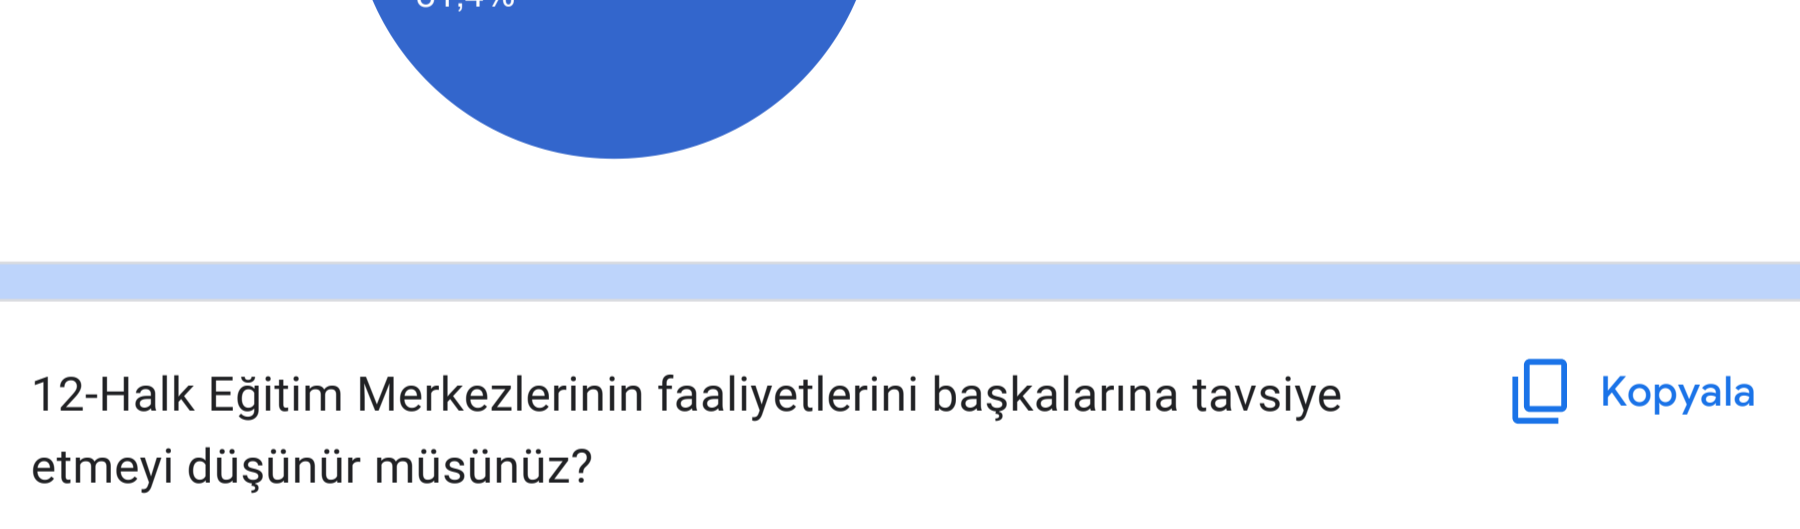 12-Halk Eğitim Merkezlerinin faaliyetlerini başkalarına tavsiye
etmeyi düşünür müsünüz?
Kopyala